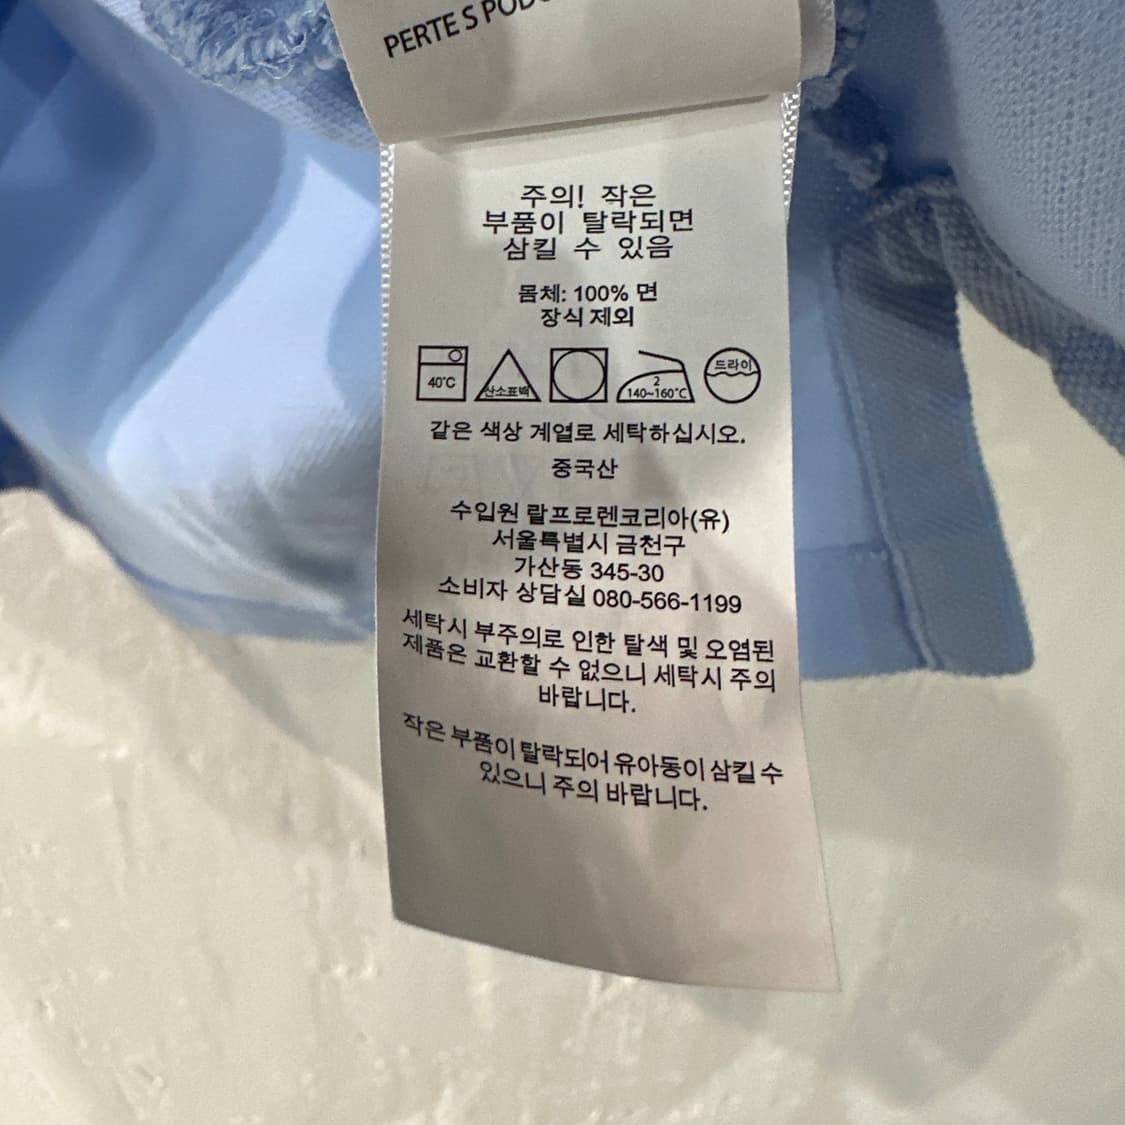 PERTE S
주의! 작은
부품이 탈락되면
삼킬 수 있음
몸체: 100% 면
장식 제외
40°C 산소표백 2 140~160°C 드라이
같은 색상 계열로 세탁하십시오.
중국산
수입원 랄프로렌코리아(유)
서울특별시 금천구
가산동 345-30
소비자 상담실 080-566-1199
세탁시 부주의로 인한 탈색 및 오염된
제품은 교환할 수 없으니 세탁시 주의
바랍니다.
작은 부품이 탈락되어 유아동이 삼킬 수
있으니 주의 바랍니다.